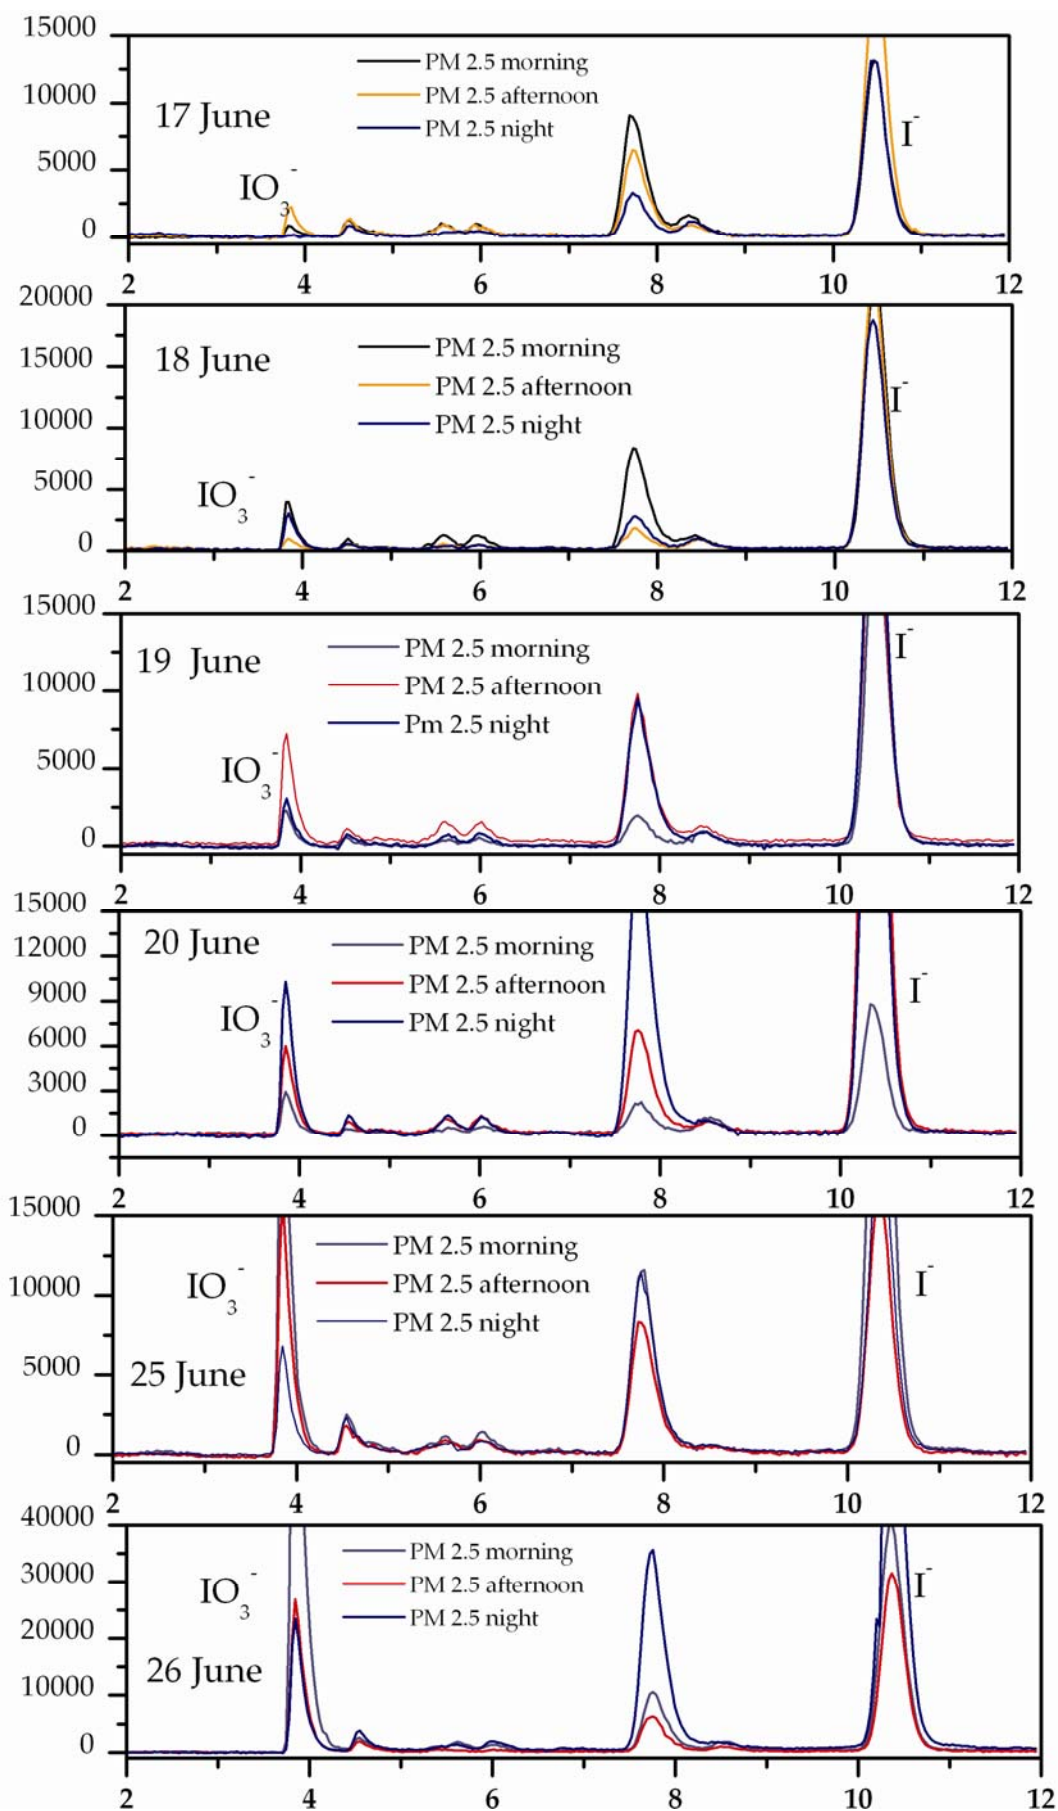 15000
PM 2.5 morning
PM 2.5 afternoon
PM 2.5 night
10000
17 June
I-
5000
IO3-
0
2 4 6 8 10 12
20000
18 June
PM 2.5 morning
PM 2.5 afternoon
PM 2.5 night
15000
I-
10000
5000
IO3-
0
2 4 6 8 10 12
15000
19 June
PM 2.5 morning
PM 2.5 afternoon
Pm 2.5 night
I-
10000
IO3-
5000
0
2 4 6 8 10 12
15000
20 June
PM 2.5 morning
PM 2.5 afternoon
PM 2.5 night
12000
9000
I-
IO3-
6000
3000
0
2 4 6 8 10 12
15000
PM 2.5 morning
PM 2.5 afternoon
PM 2.5 night
10000
IO3-
I-
5000
25 June
0
2 4 6 8 10 12
40000
PM 2.5 morning
PM 2.5 afternoon
PM 2.5 night
30000
IO3-
I-
20000
26 June
10000
0
2 4 6 8 10 12